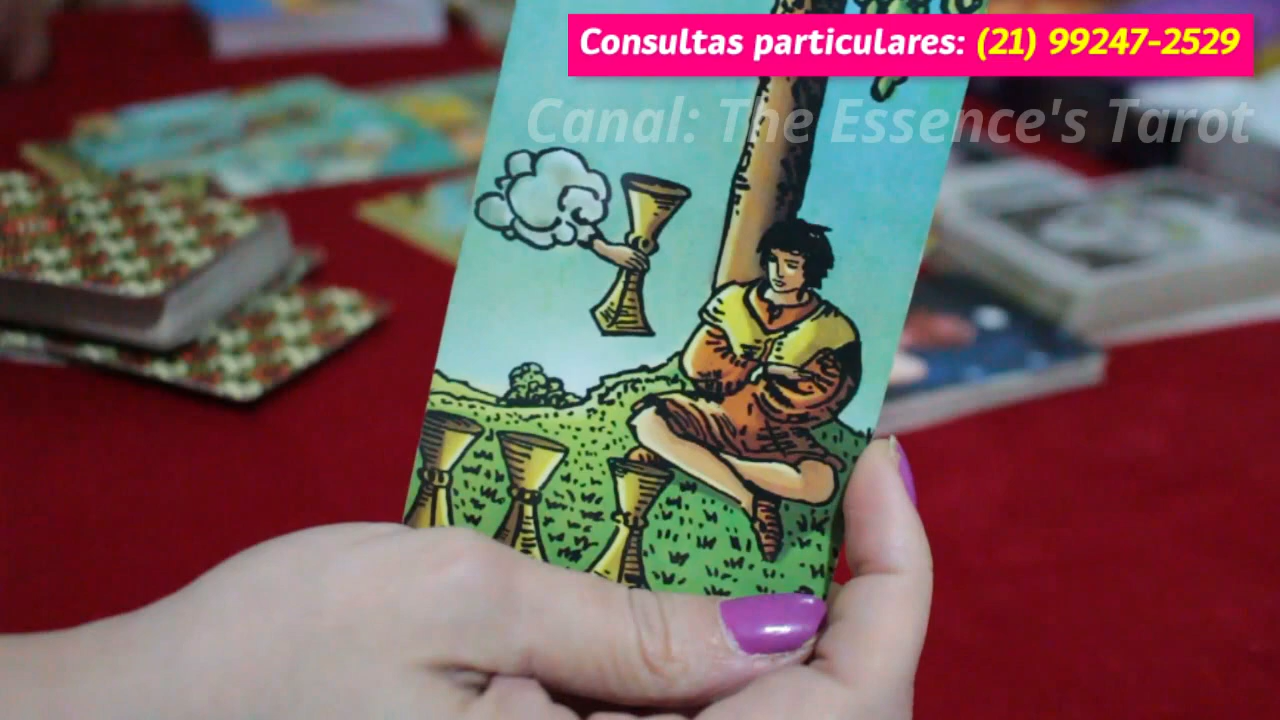 Consultas particulares: (21) 99247-2529
Canal: The Essence's Tarot